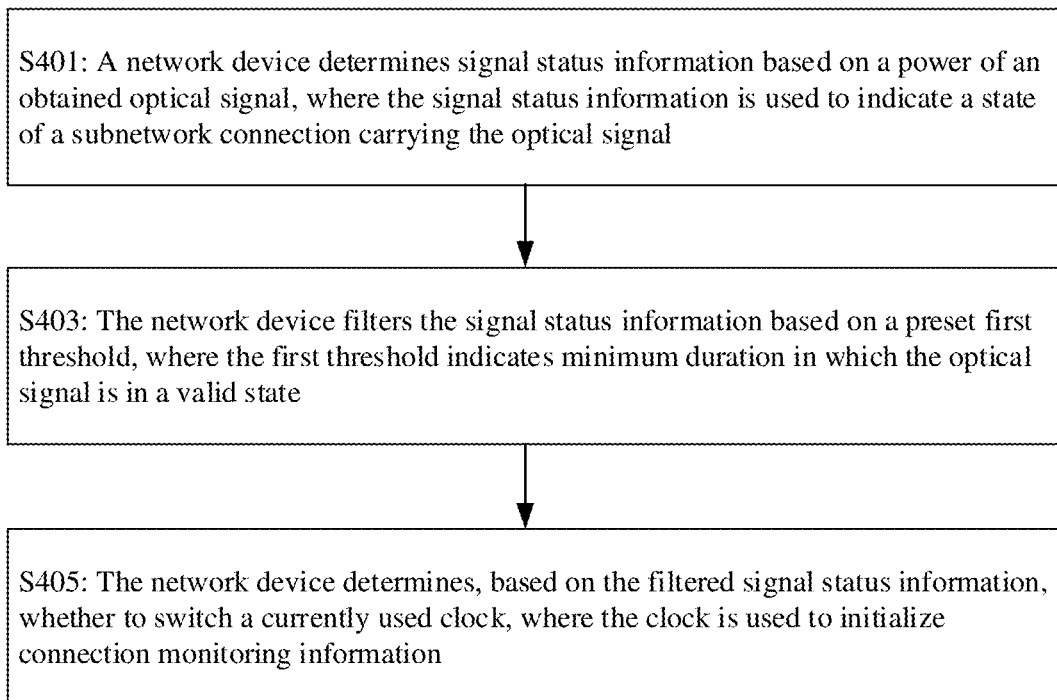 S401: A network device determines signal status information based on a power of an
obtained optical signal, where the signal status information is used to indicate a state
of a subnetwork connection carrying the optical signal
S403: The network device filters the signal status information based on a preset first
threshold, where the first threshold indicates minimum duration in which the optical
signal is in a valid state
S405: The network device determines, based on the filtered signal status information,
whether to switch a currently used clock, where the clock is used to initialize
connection monitoring information